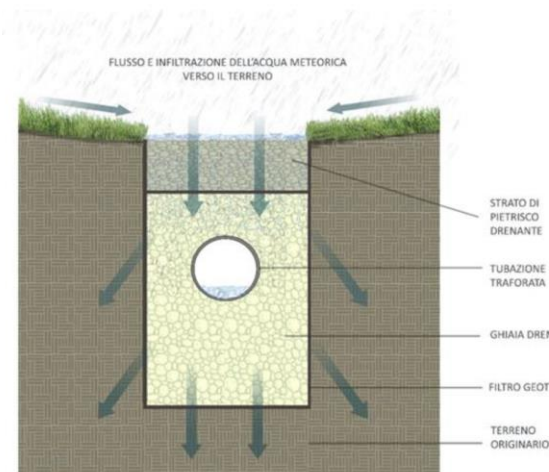 FLUSSO E INFILTRAZIONE DELL'ACQUA METEORICA
VERSO IL TERRENO
STRATO DI
PIETRISCO
DRENANTE
TUBAZIONE
TRAFORATA
GHIAIA DREN
FILTRO GEOT
TERRENO
ORIGINARIO